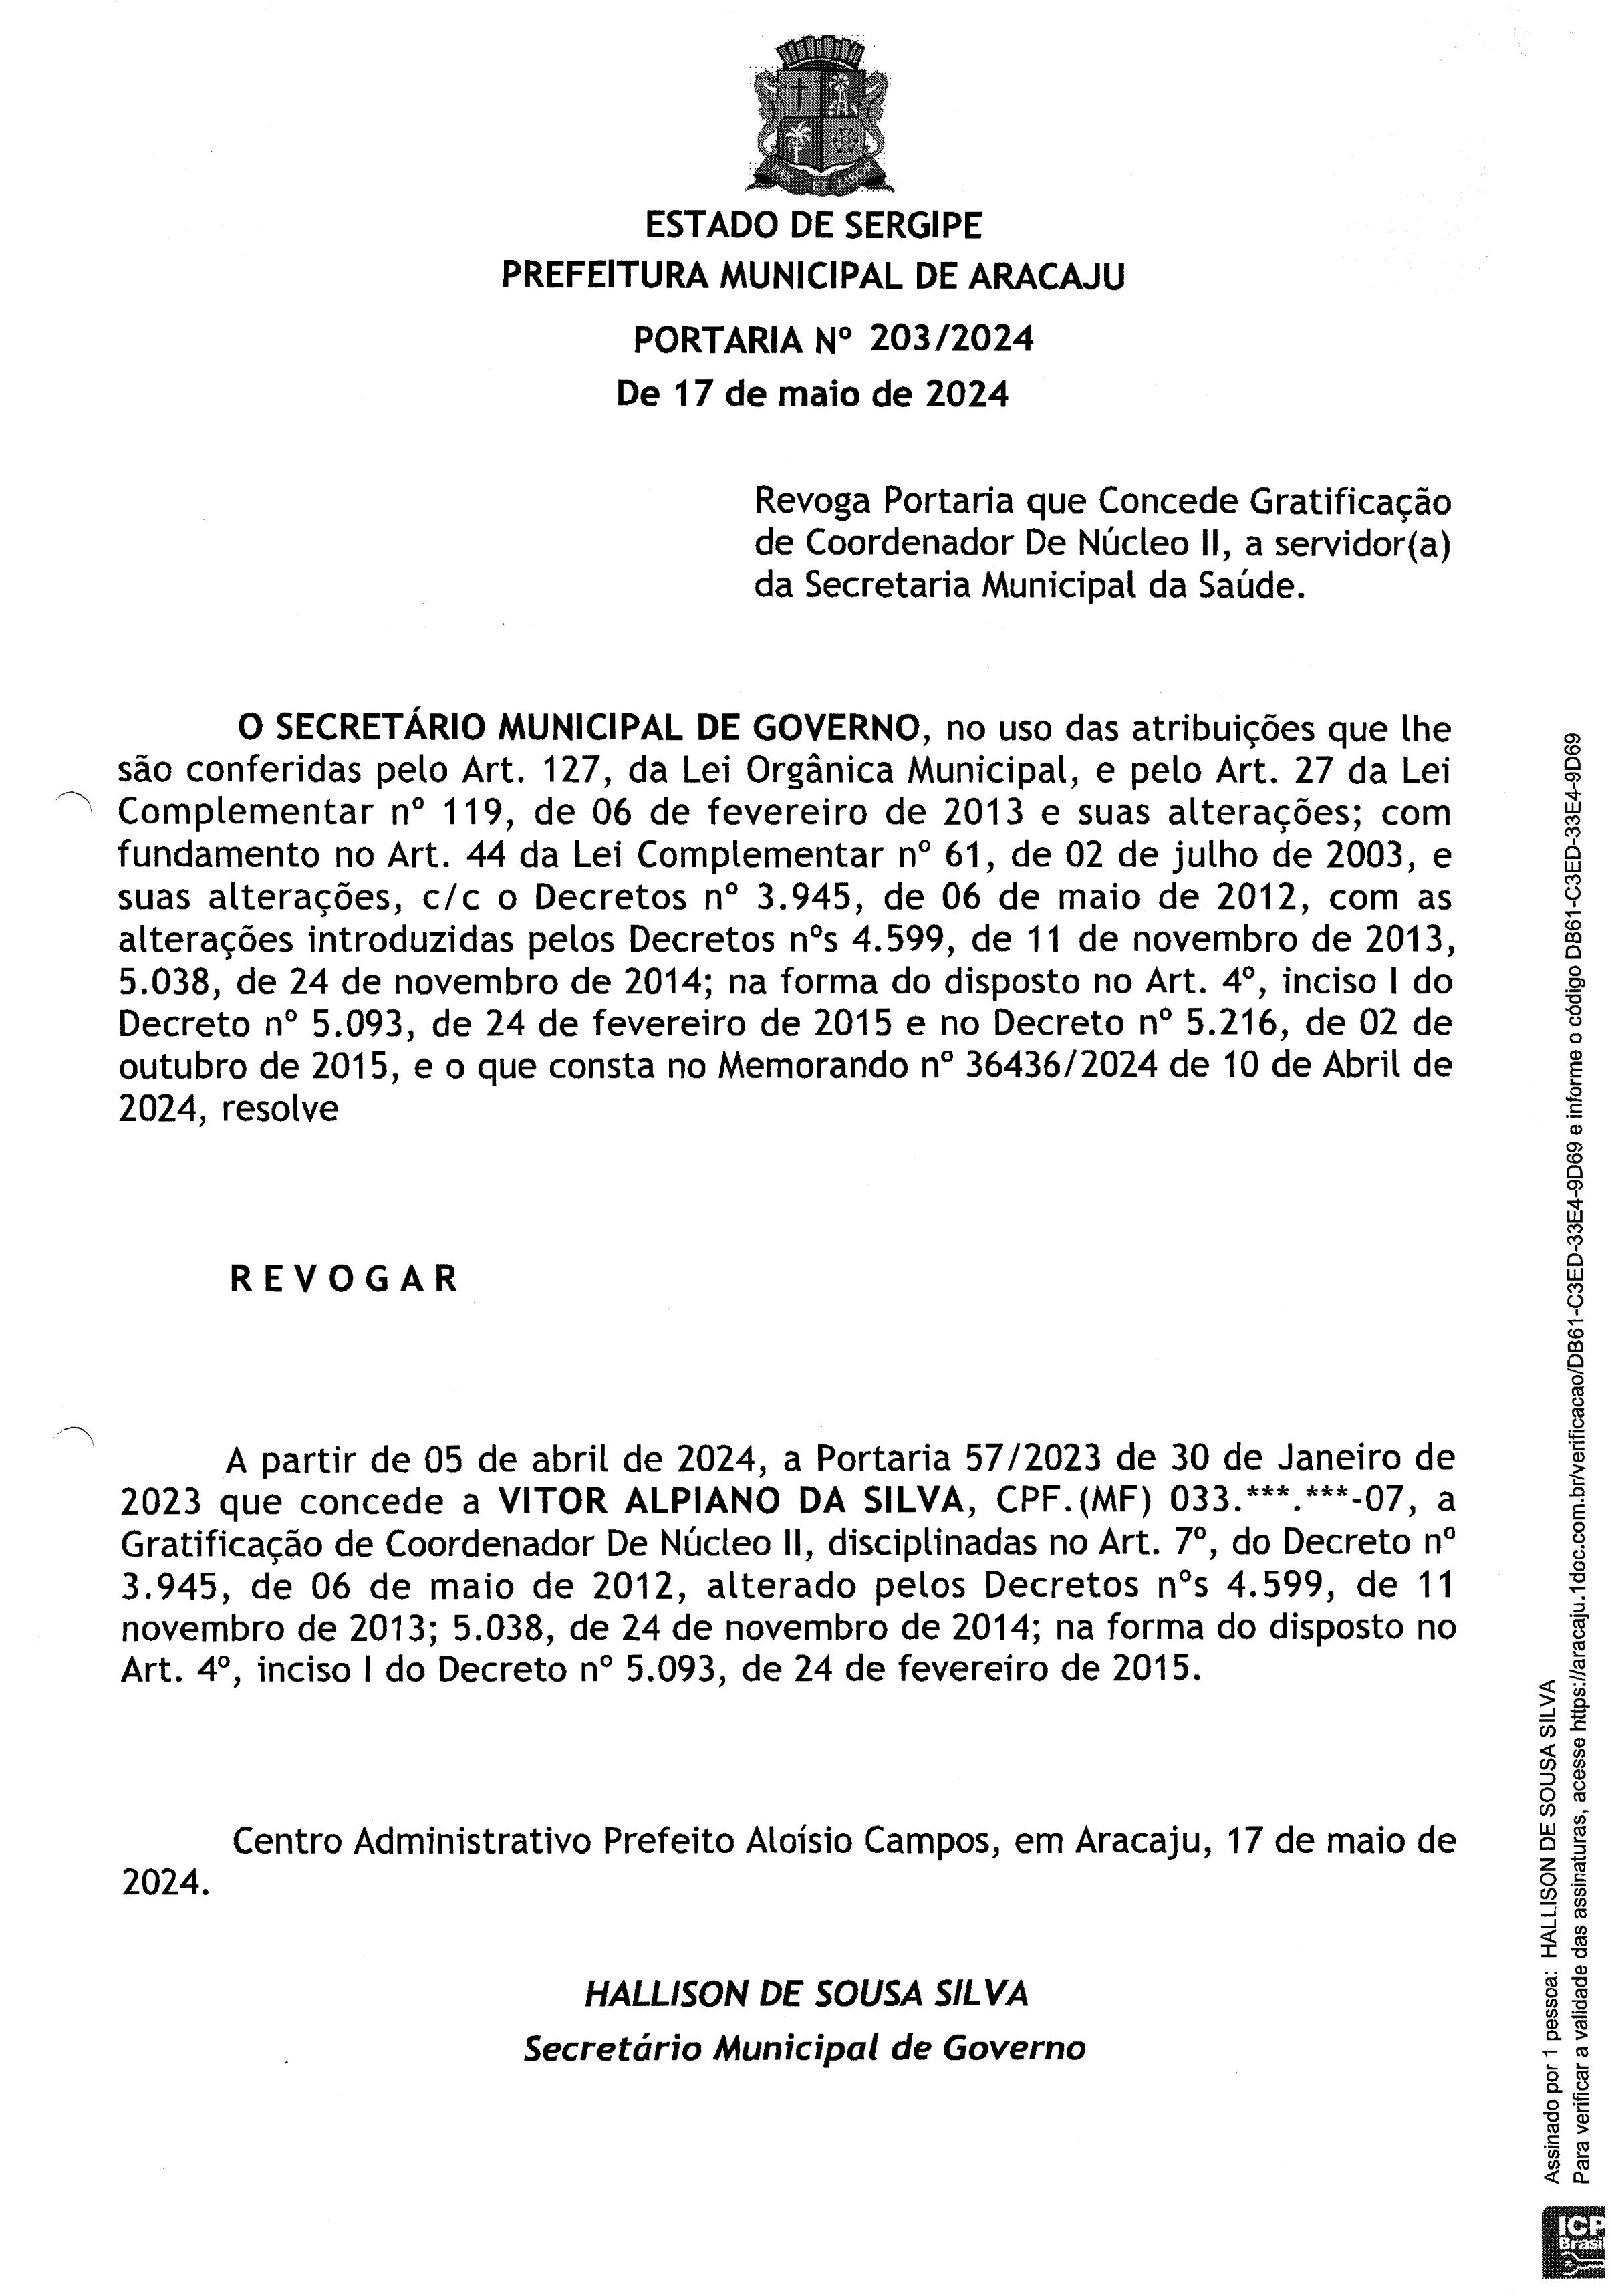 PAX ET LABOR
ESTADO DE SERGIPE
PREFEITURA MUNICIPAL DE ARACAJU
PORTARIA Nº 203/2024
De 17 de maio de 2024
Revoga Portaria que Concede Gratificação
de Coordenador De Núcleo II, a servidor(a)
da Secretaria Municipal da Saúde.
O SECRETÁRIO MUNICIPAL DE GOVERNO, no uso das atribuições que lhe
são conferidas pelo Art. 127, da Lei Orgânica Municipal, e pelo Art. 27 da Lei
Complementar nº 119, de 06 de fevereiro de 2013 e suas alterações; com
fundamento no Art. 44 da Lei Complementar nº 61, de 02 de julho de 2003, e
suas alterações, c/c o Decretos nº 3.945, de 06 de maio de 2012, com as
alterações introduzidas pelos Decretos nºs 4.599, de 11 de novembro de 2013,
5.038, de 24 de novembro de 2014; na forma do disposto no Art. 4º, inciso I do
Decreto nº 5.093, de 24 de fevereiro de 2015 e no Decreto nº 5.216, de 02 de
outubro de 2015, e o que consta no Memorando nº 36436/2024 de 10 de Abril de
2024, resolve
R E V O G A R
A partir de 05 de abril de 2024, a Portaria 57/2023 de 30 de Janeiro de
2023 que concede a VITOR ALPIANO DA SILVA, CPF.(MF) 033.***.***-07, a
Gratificação de Coordenador De Núcleo II, disciplinadas no Art. 7º, do Decreto nº
3.945, de 06 de maio de 2012, alterado pelos Decretos nºs 4.599, de 11
novembro de 2013; 5.038, de 24 de novembro de 2014; na forma do disposto no
Art. 4º, inciso I do Decreto nº 5.093, de 24 de fevereiro de 2015.
Centro Administrativo Prefeito Aloísio Campos, em Aracaju, 17 de maio de
2024.
HALLISON DE SOUSA SILVA
Secretário Municipal de Governo
Assinado por 1 pessoa: HALLISON DE SOUSA SILVA
Para verificar a validade das assinaturas, acesse https://aracaju.1doc.com.br/verificacao/DB61-C3ED-33E4-9D69 e informe o código DB61-C3ED-33E4-9D69
ICP
Brasil